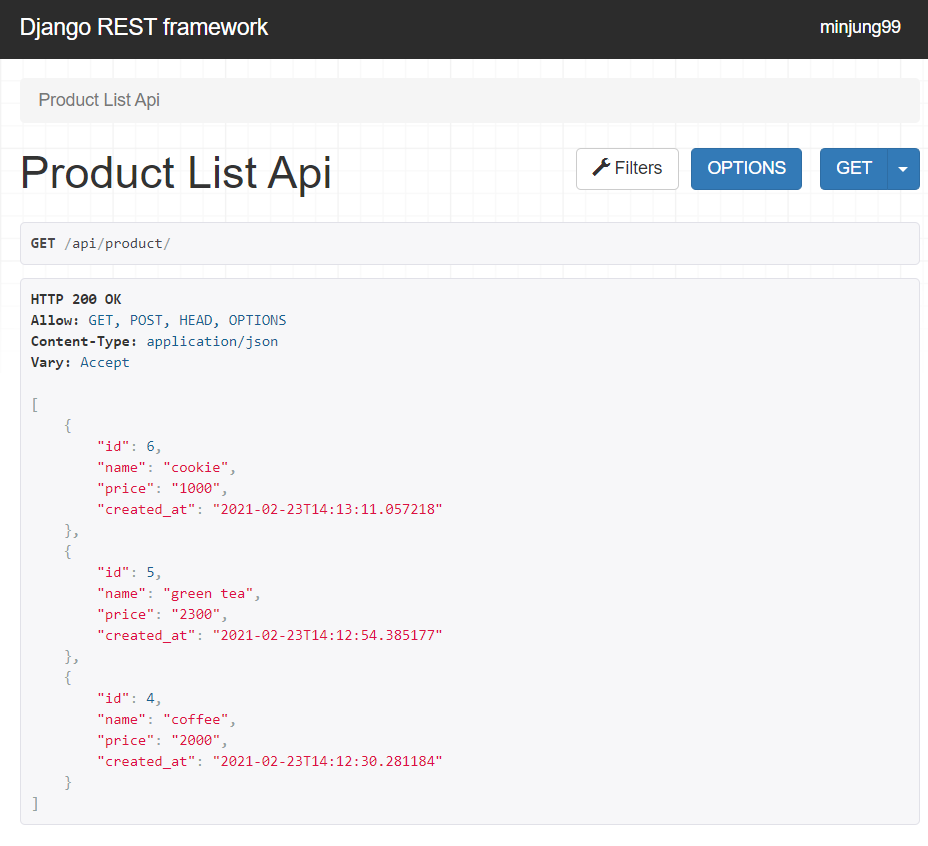 Django REST framework
minjung99
Product List Api
Product List Api
Filters
OPTIONS
GET
GET /api/product/
HTTP 200 OK
Allow: GET, POST, HEAD, OPTIONS
Content-Type: application/json
Vary: Accept
[
    {
        "id": 6,
        "name": "cookie",
        "price": "1000",
        "created_at": "2021-02-23T14:13:11.057218"
    },
    {
        "id": 5,
        "name": "green tea",
        "price": "2300",
        "created_at": "2021-02-23T14:12:54.385177"
    },
    {
        "id": 4,
        "name": "coffee",
        "price": "2000",
        "created_at": "2021-02-23T14:12:30.281184"
    }
]